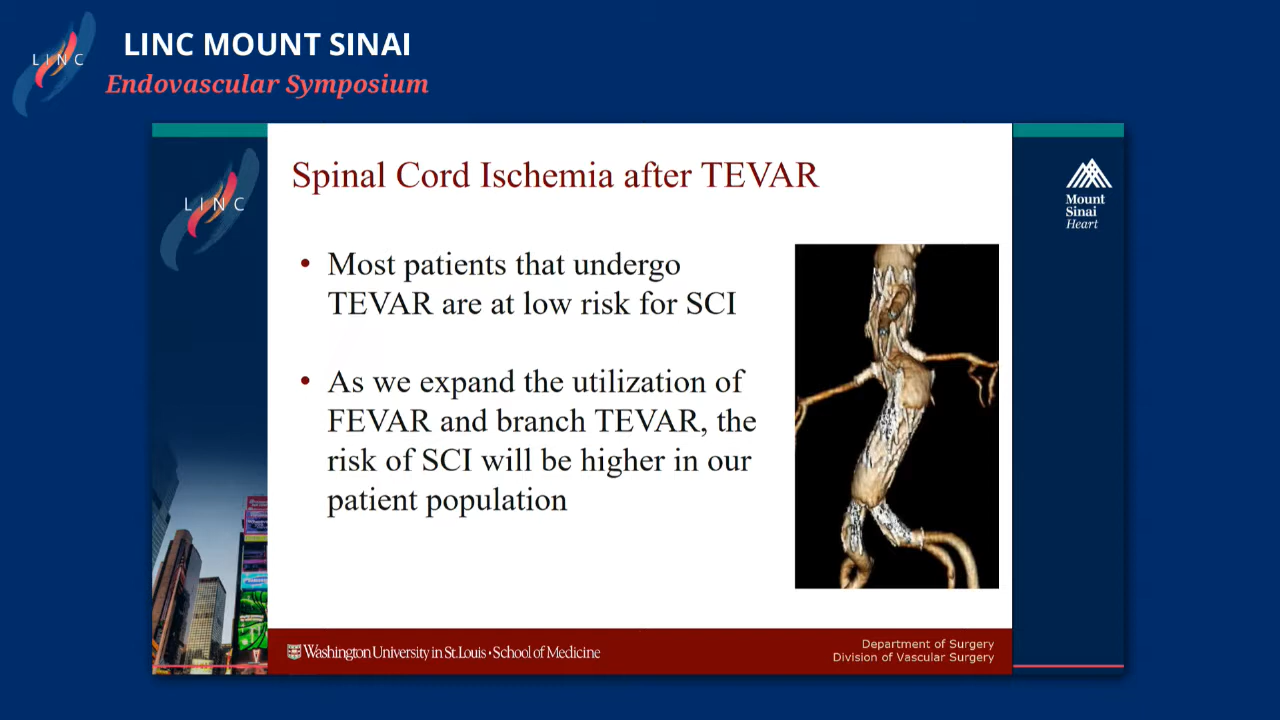 LINC
LINC MOUNT SINAI
Endovascular Symposium
LINC
Mount
Sinai
Heart
Spinal Cord Ischemia after TEVAR
• Most patients that undergo
TEVAR are at low risk for SCI
• As we expand the utilization of
FEVAR and branch TEVAR, the
risk of SCI will be higher in our
patient population
Washington University in St. Louis • School of Medicine
Department of Surgery
Division of Vascular Surgery